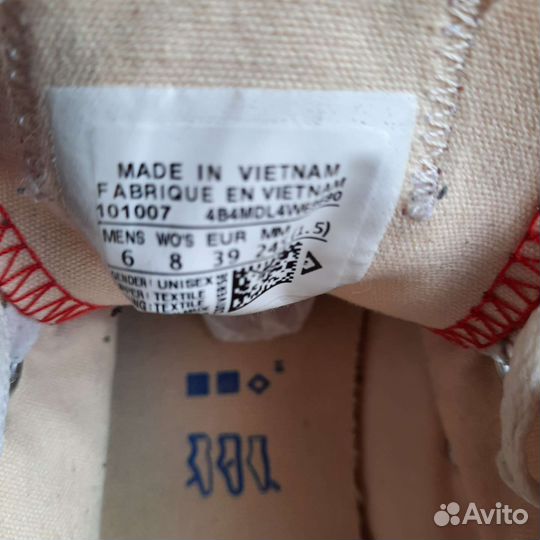 MADE IN VIETNAM
FABRIQUE EN VIETNAM
101007
MENS WO'S EUR MM
6 8 39
GENDER: UNISEX
TEXTILE
TEXTILE
Avito